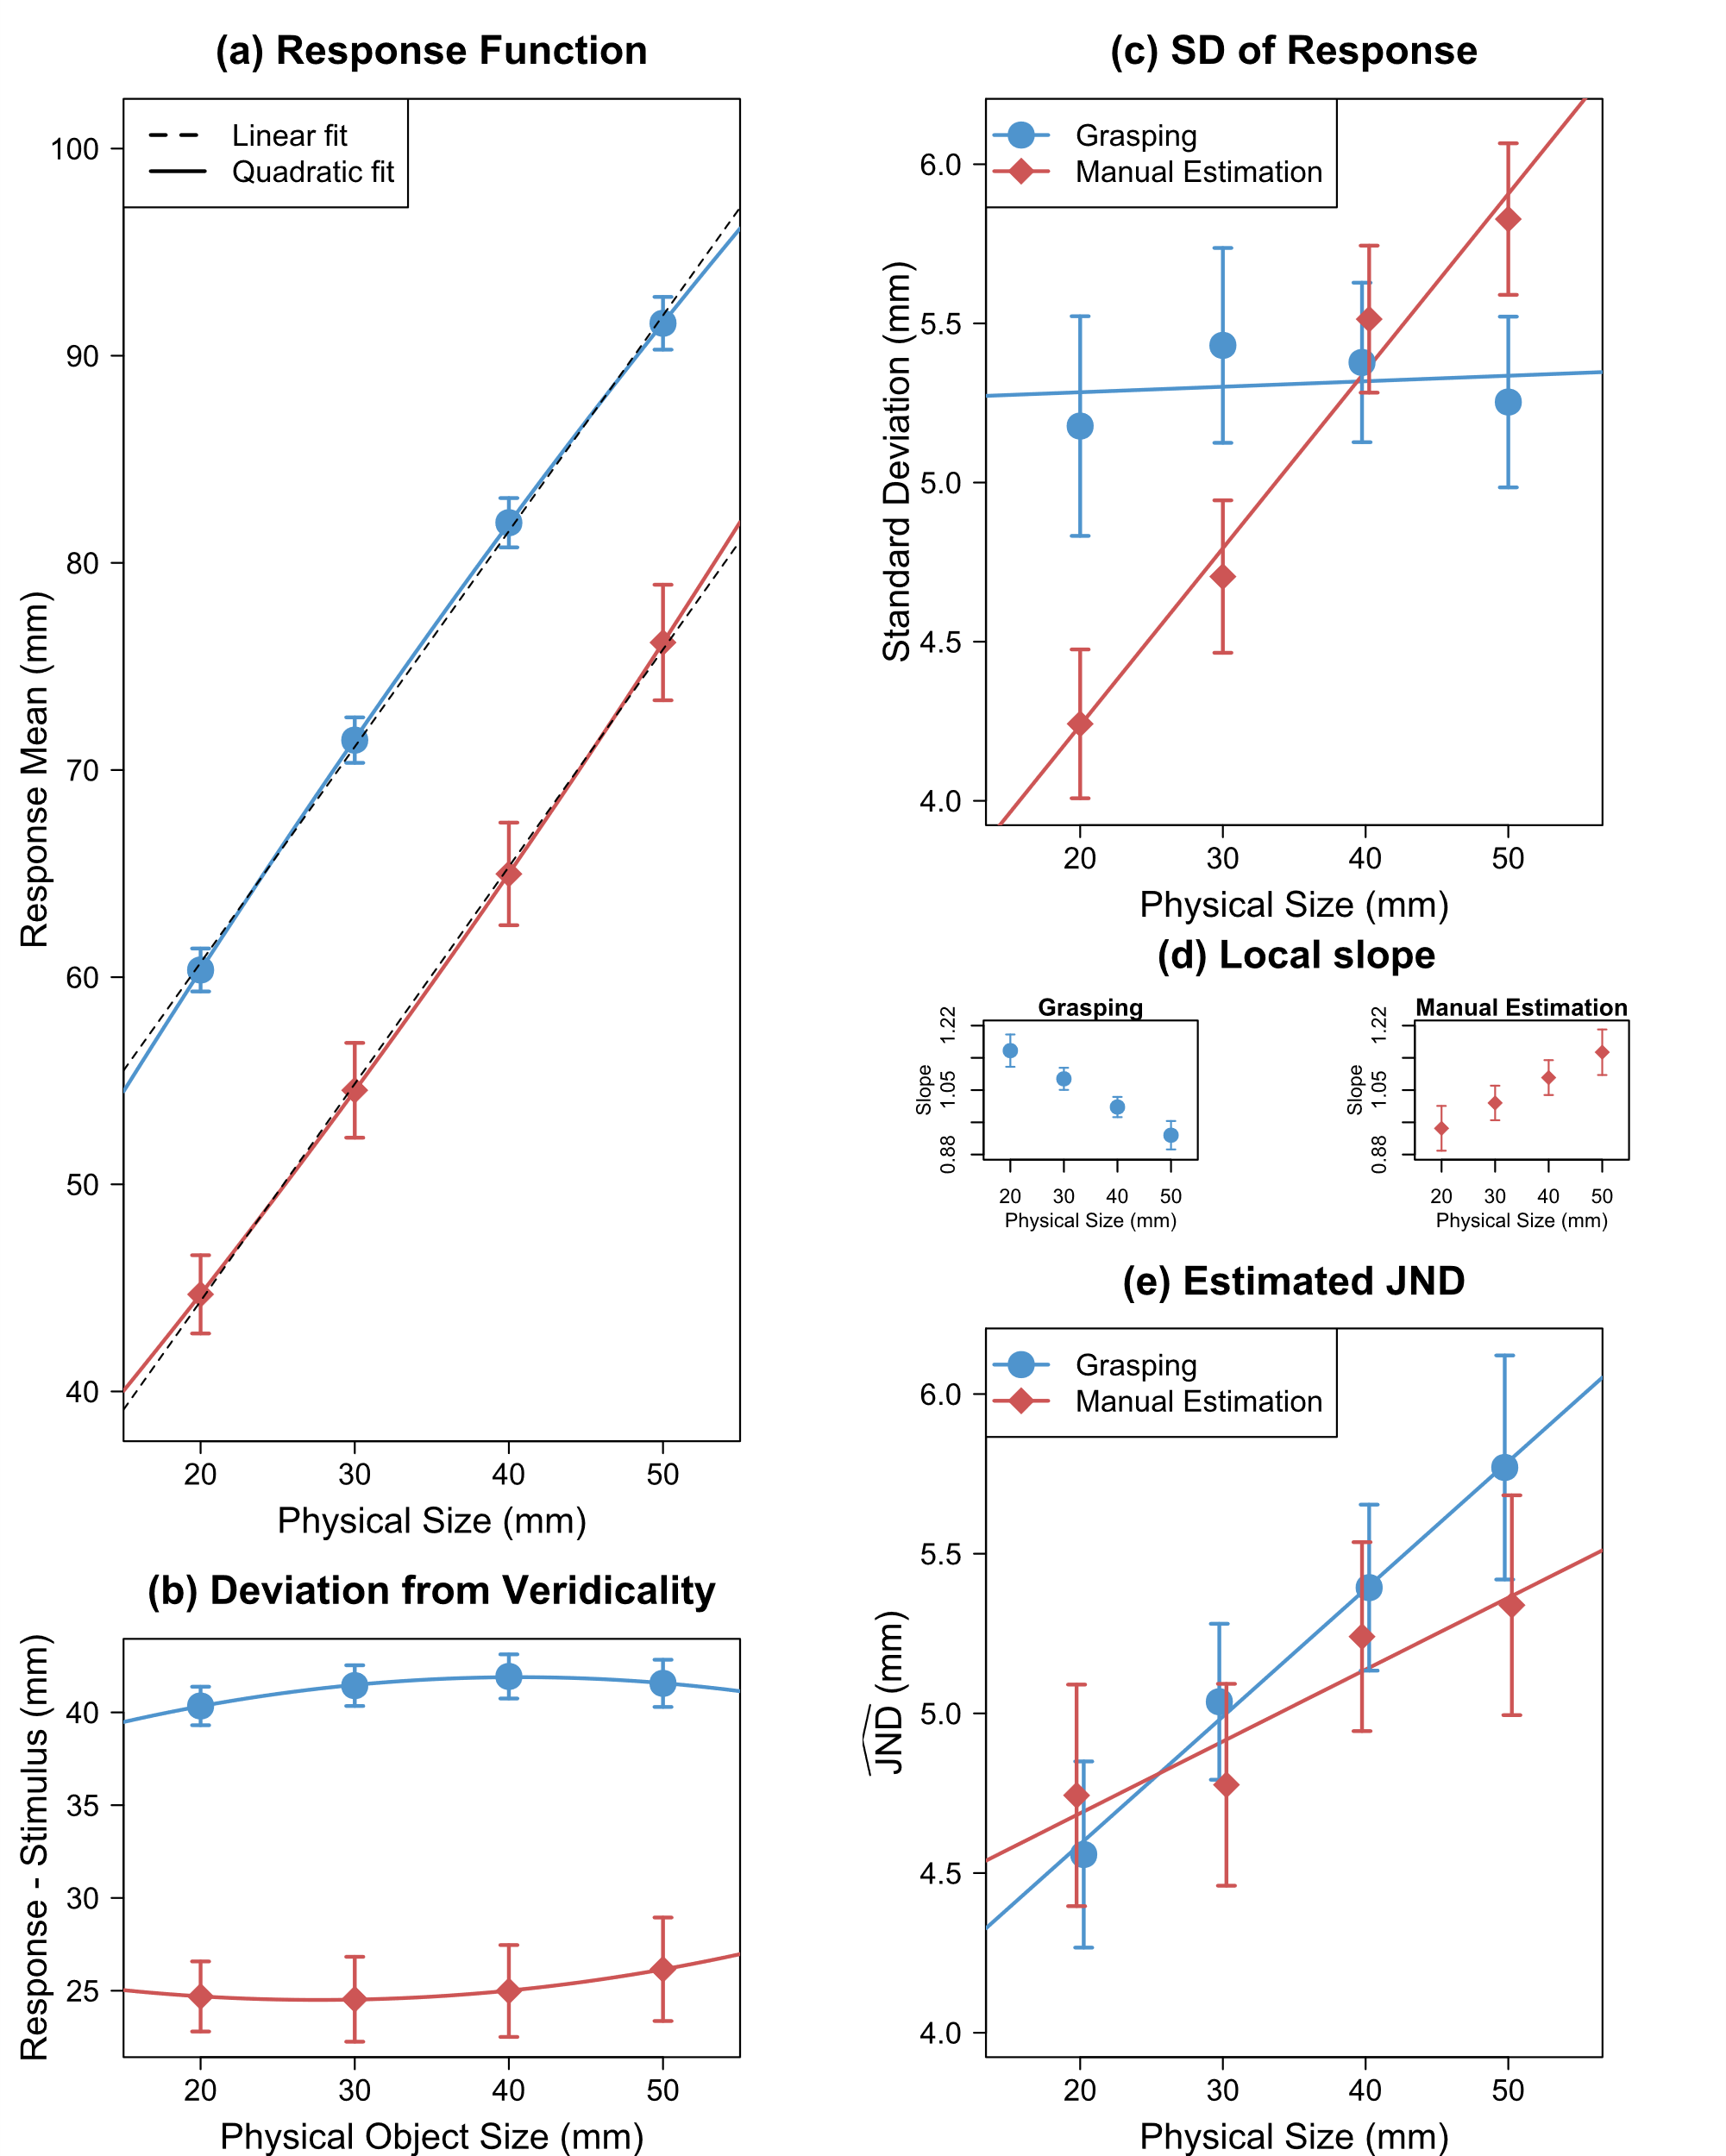 (a) Response Function
Linear fit
Quadratic fit
100
90
80
70
60
50
40
Response Mean (mm)
20 30 40 50
Physical Size (mm)
(b) Deviation from Veridicality
40
35
30
25
Response - Stimulus (mm)
20 30 40 50
Physical Object Size (mm)
(c) SD of Response
Grasping
Manual Estimation
6.0
5.5
5.0
4.5
4.0
Standard Deviation (mm)
20 30 40 50
Physical Size (mm)
(d) Local slope
Grasping
1.22
1.05
0.88
Slope
20 30 40 50
Physical Size (mm)
Manual Estimation
1.22
1.05
0.88
Slope
20 30 40 50
Physical Size (mm)
(e) Estimated JND
Grasping
Manual Estimation
6.0
5.5
5.0
4.5
4.0
JND (mm)
20 30 40 50
Physical Size (mm)